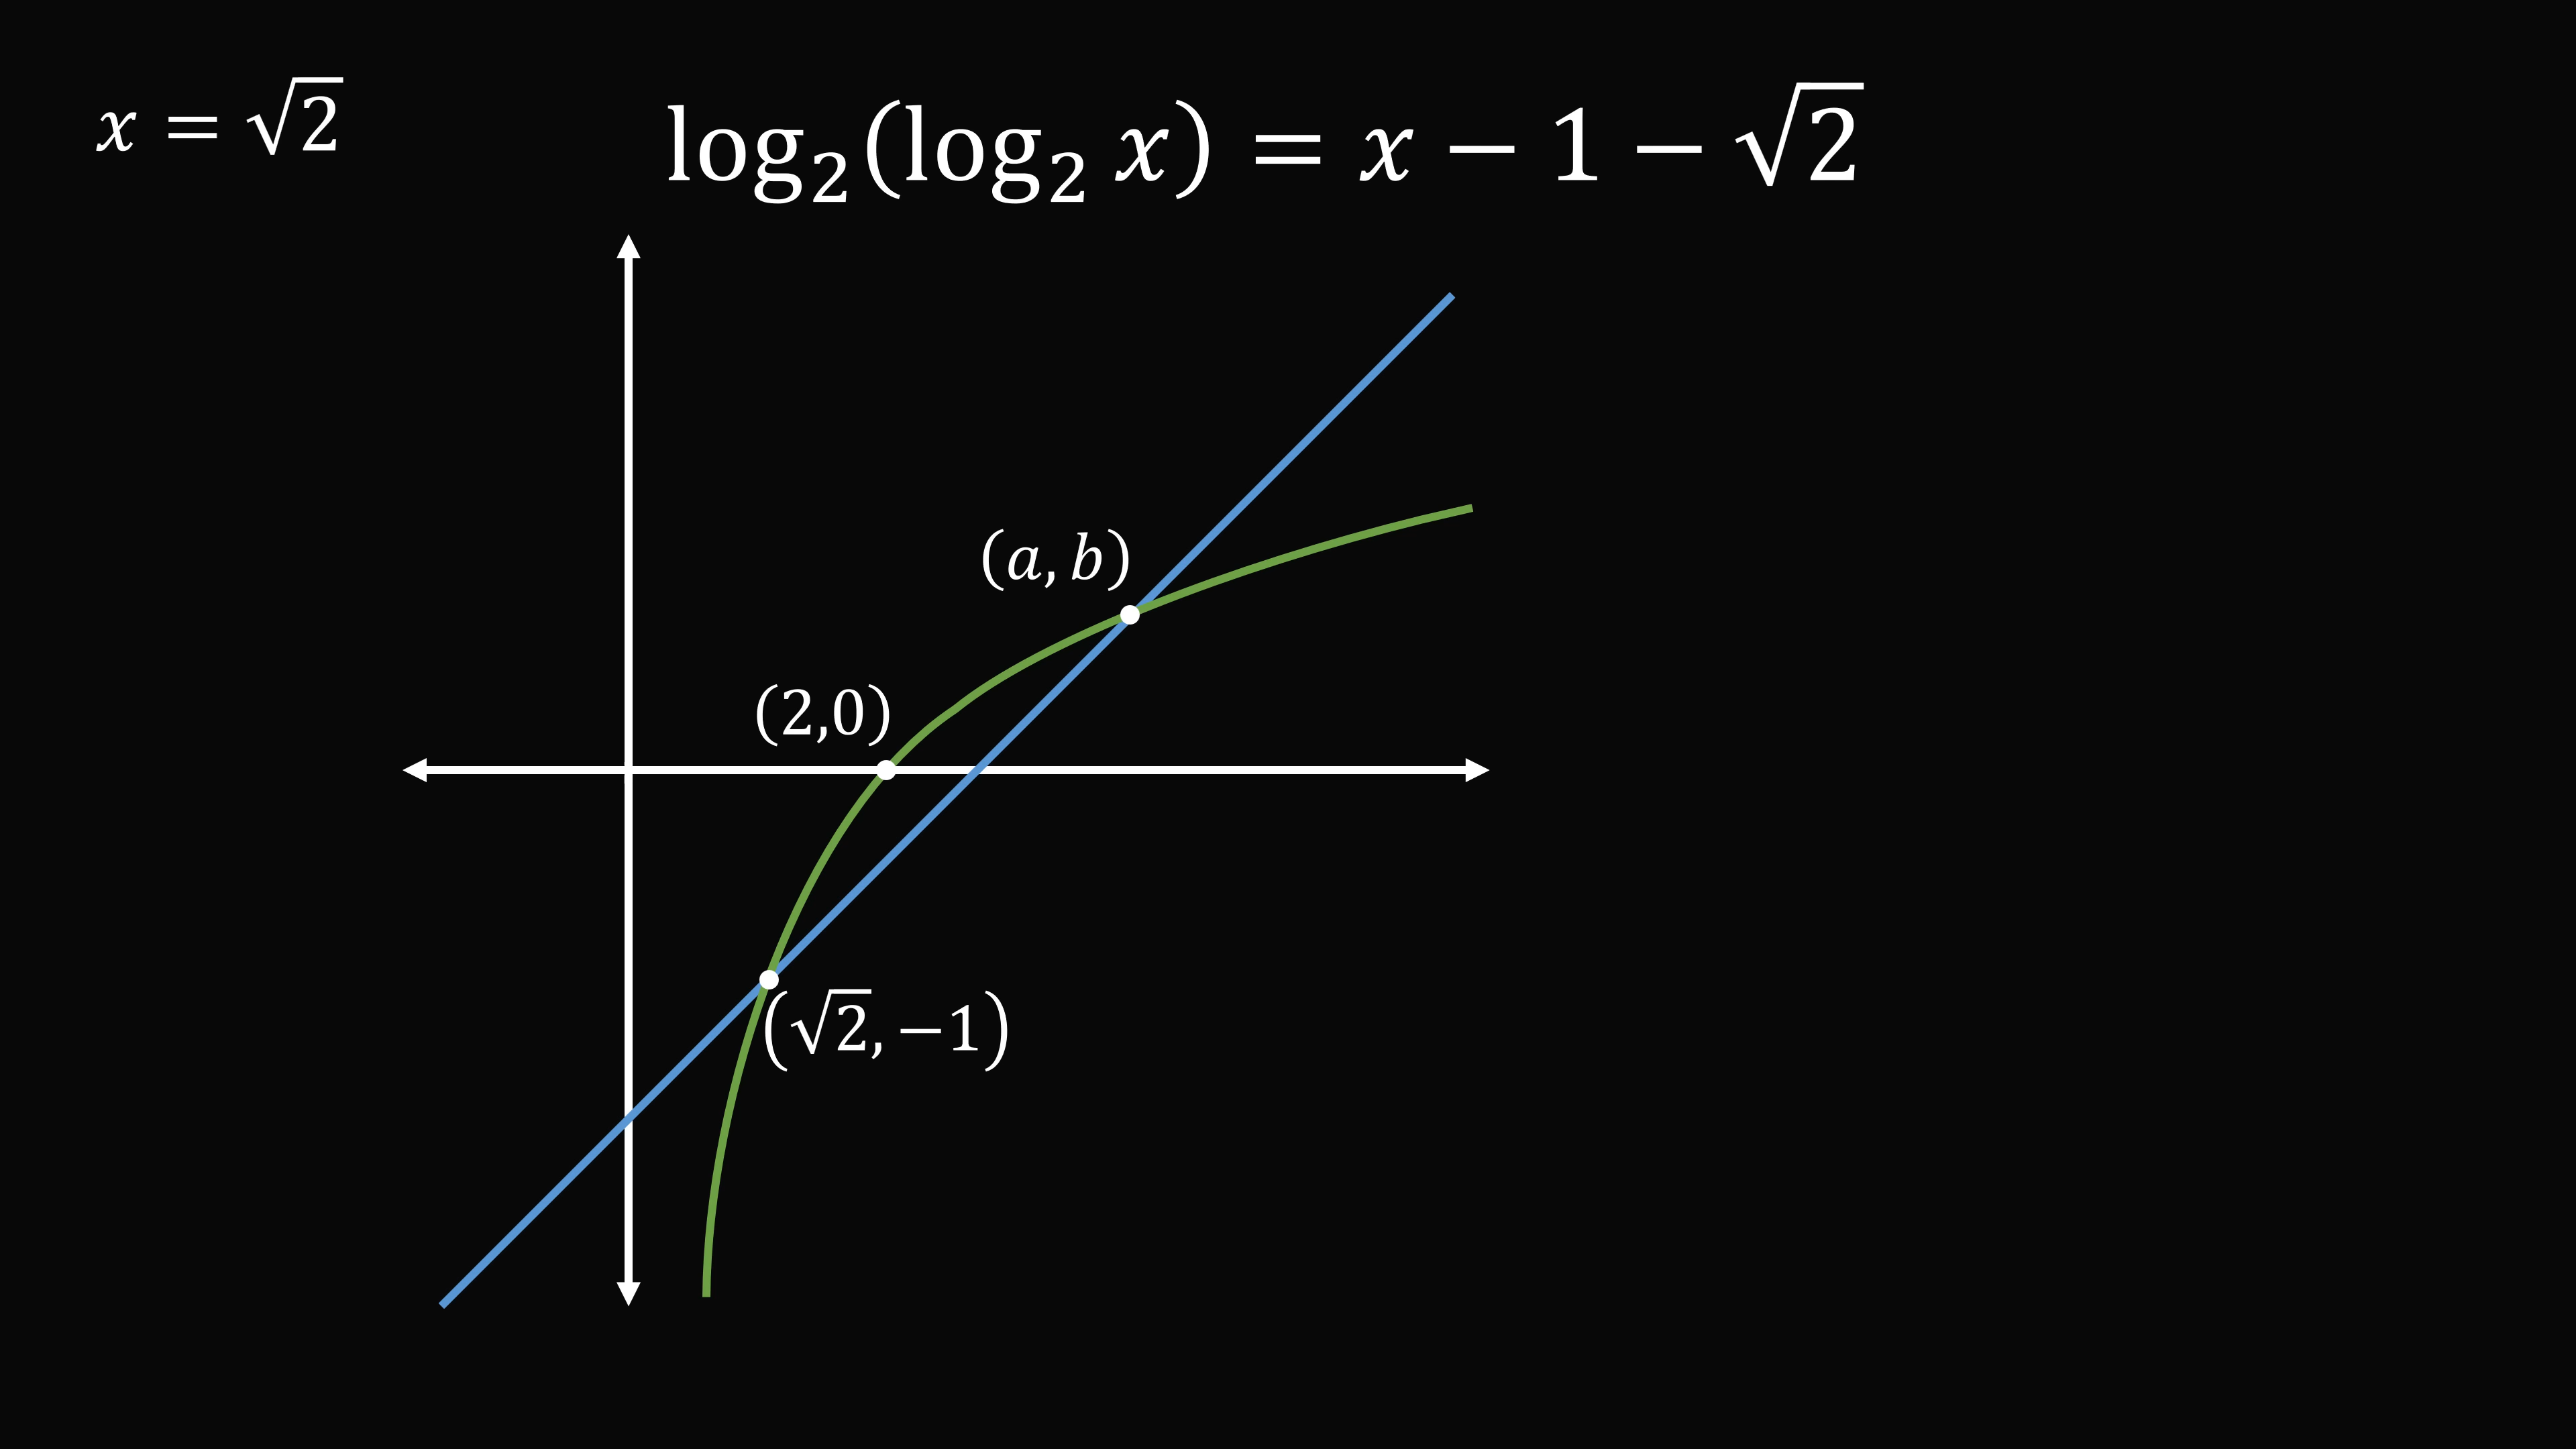 x = √2
log₂(log₂ x) = x − 1 − √2
(a, b)
(2,0)
(√2, −1)